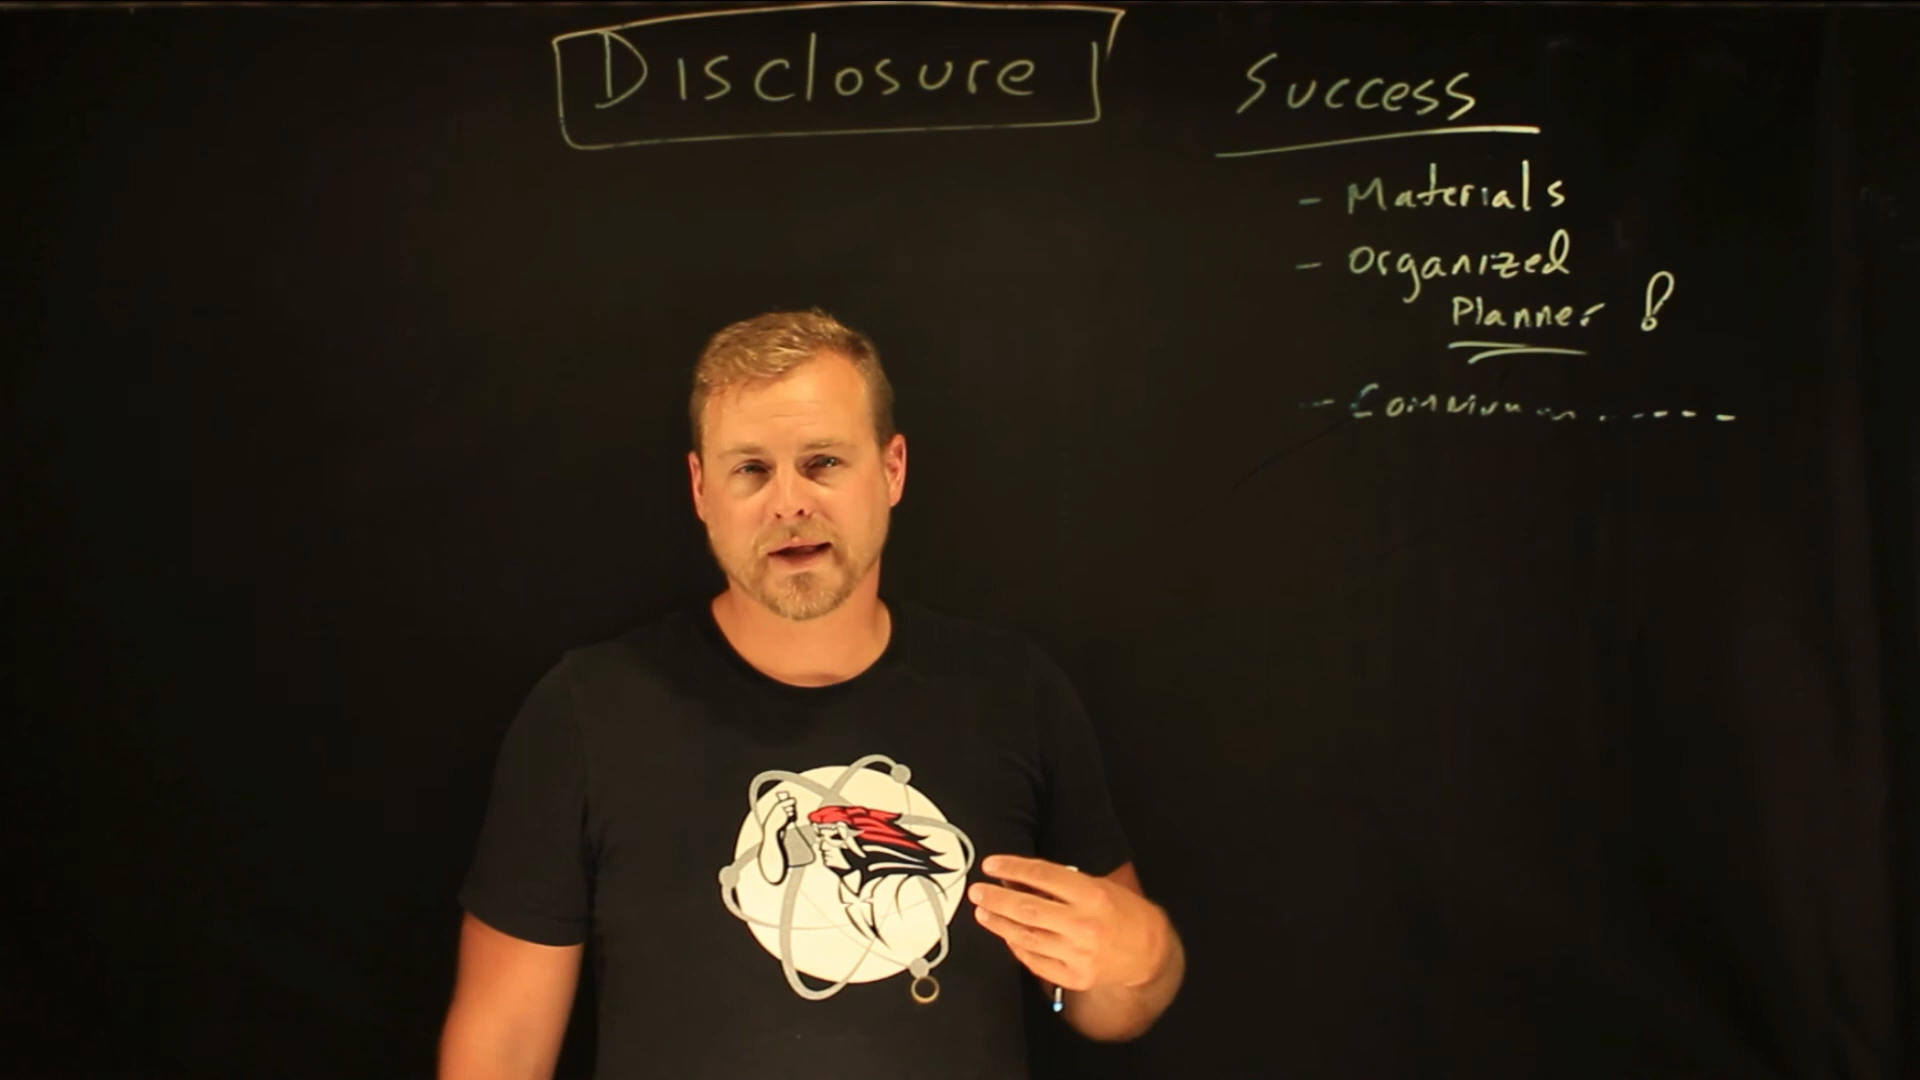 Disclosure
Success
- Materials
- Organized
Planner !